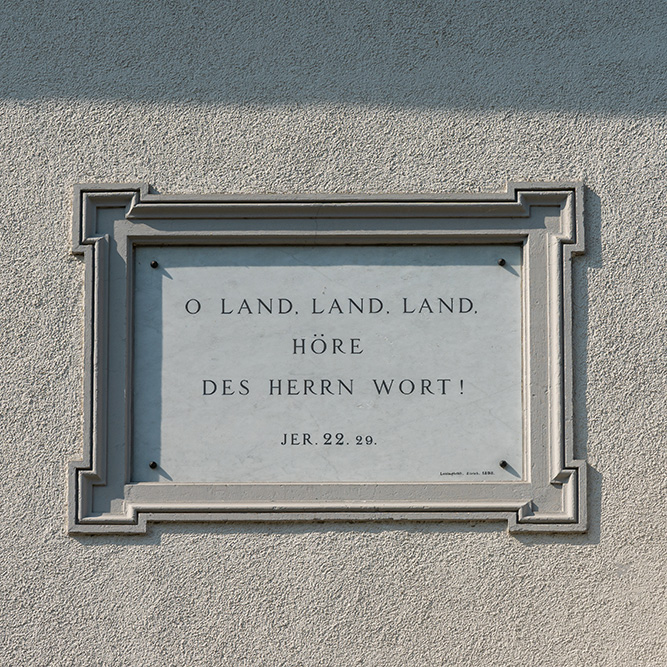 O LAND, LAND, LAND,
HÖRE
DES HERRN WORT!
JER. 22. 29.